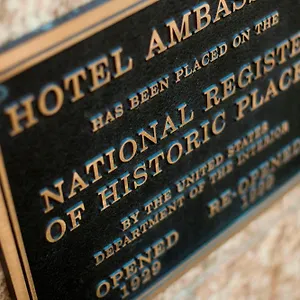 HOTEL AMBAS
HAS BEEN PLACED ON THE
NATIONAL REGISTE
OF HISTORIC PLACE
BY THE UNITED STATES
DEPARTMENT OF THE INTERIOR
OPENED RE-OPENED
1929